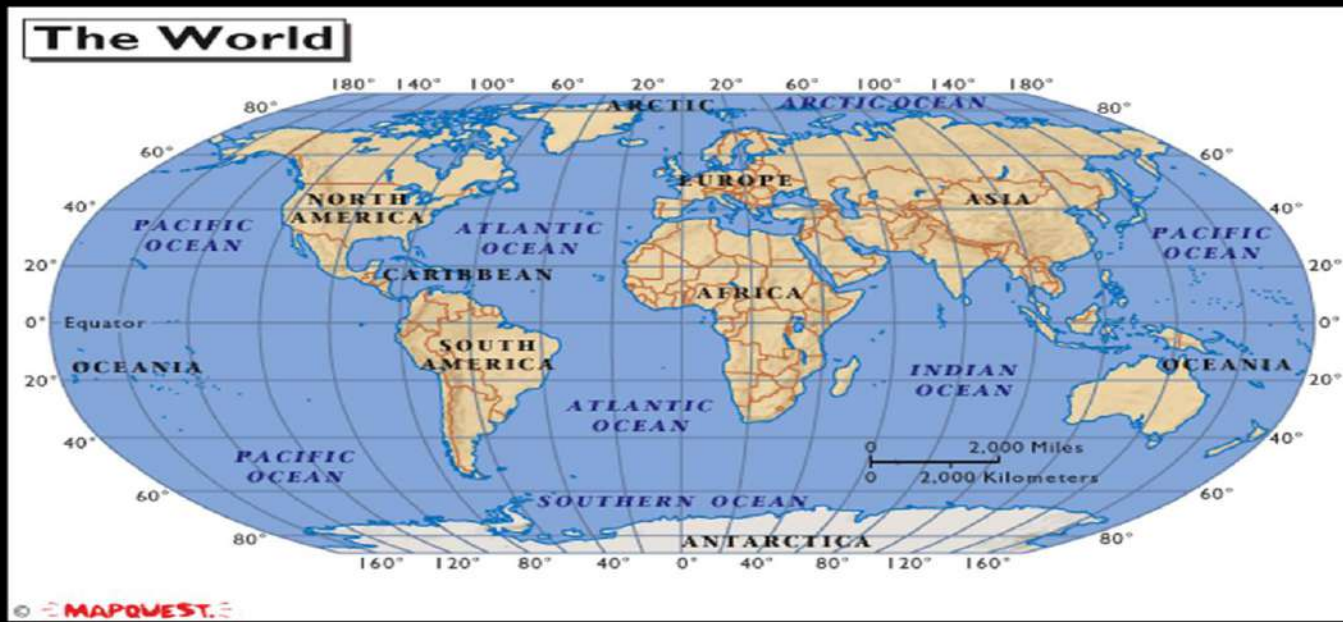 The World
180° 140° 100° 60° 20° 20° 60° 100° 140° 180°
80° ARCTIC ARCTIC OCEAN 80°
60° 60°
EUROPE
NORTH AMERICA
ASIA
40° 40°
PACIFIC OCEAN
ATLANTIC OCEAN
PACIFIC OCEAN
20° CARIBBEAN 20°
AFRICA
0° Equator 0°
SOUTH AMERICA
OCEANIA
OCEANIA
INDIAN OCEAN
20° 20°
ATLANTIC OCEAN
40° 40°
0 2,000 Miles
0 2,000 Kilometers
PACIFIC OCEAN
60° SOUTHERN OCEAN 60°
80° ANTARCTICA 80°
160° 120° 80° 40° 0° 40° 80° 120° 160°
© MAPQUEST.